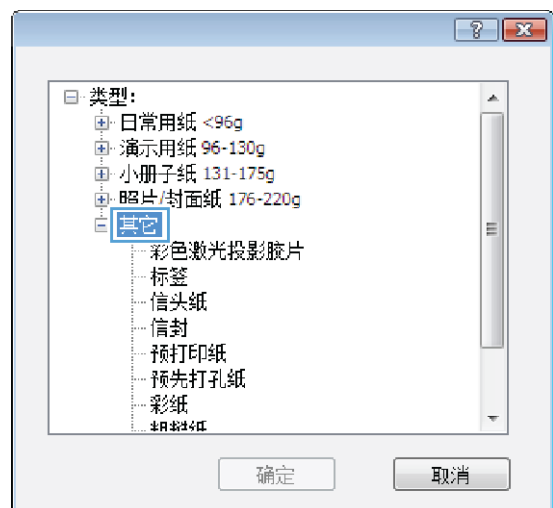 类型:
日常用纸 <96g
演示用纸 96-130g
小册子纸 131-175g
照片/封面纸 176-220g
其它
彩色激光投影胶片
标签
信头纸
信封
预打印纸
预先打孔纸
彩纸
粗糙纸
确定
取消